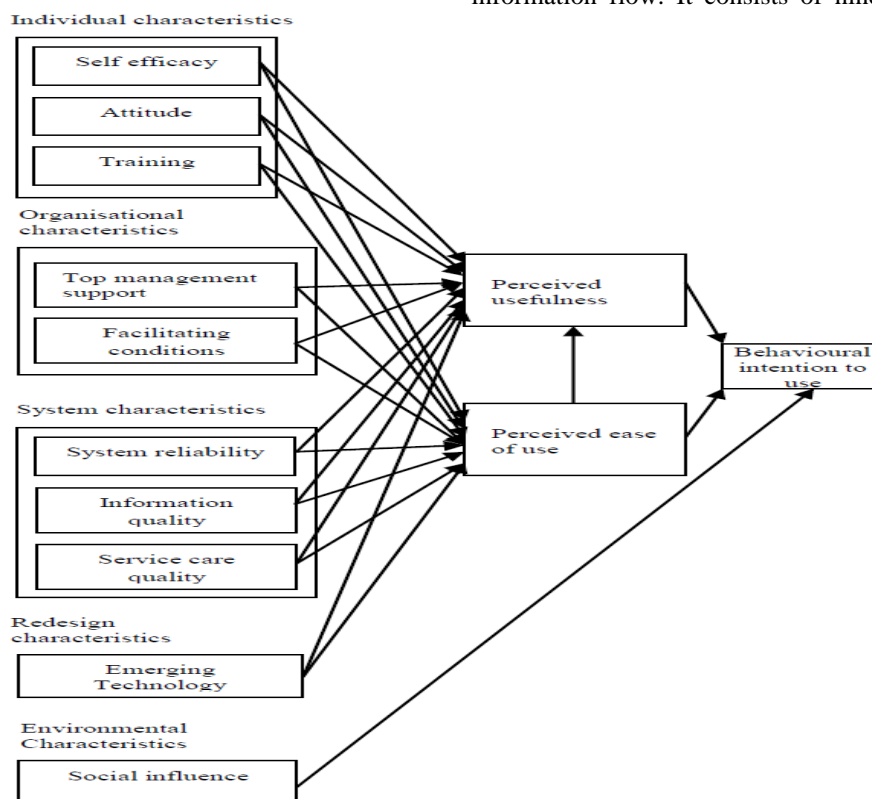 information flow. It consists of
Individual characteristics
Self efficacy
Attitude
Training
Organisational
characteristics
Top management
support
Facilitating
conditions
System characteristics
System reliability
Information
quality
Service care
quality
Redesign
characteristics
Emerging
Technology
Environmental
Characteristics
Social influence
Perceived
usefulness
Perceived ease
of use
Behavioural
intention to
use